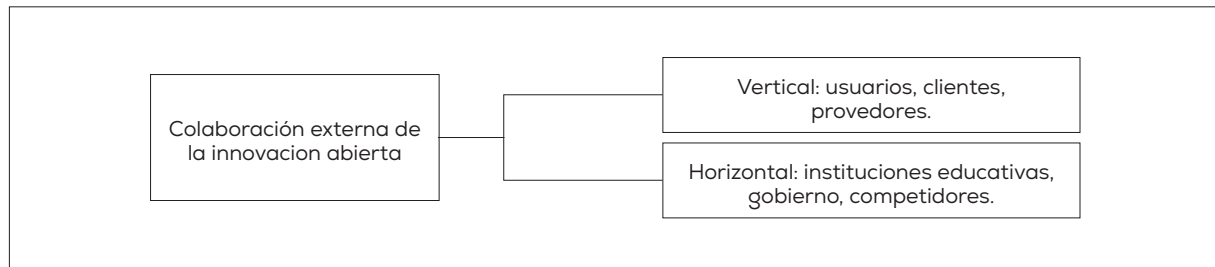 Colaboración externa de
la innovacion abierta
Vertical: usuarios, clientes,
provedores.
Horizontal: instituciones educativas,
gobierno, competidores.